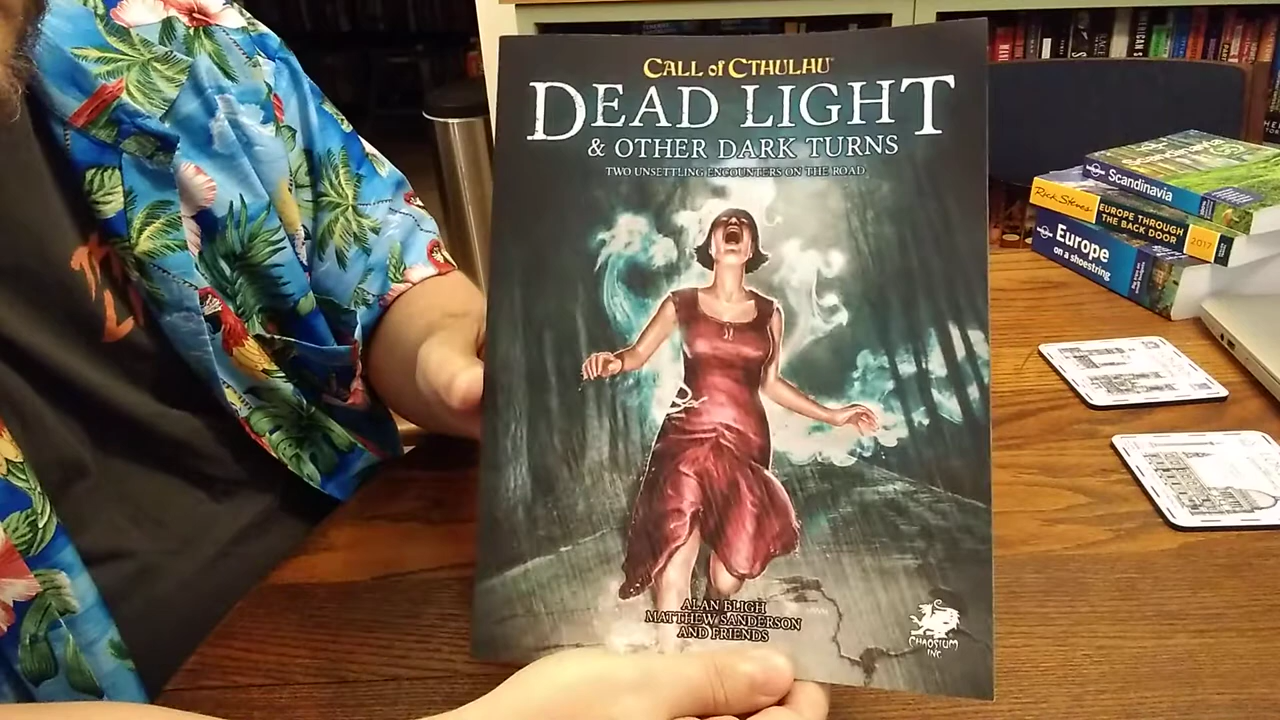 CALL of CTHULHU
DEAD LIGHT
& OTHER DARK TURNS
TWO UNSETTLING ENCOUNTERS ON THE ROAD
ALAN BLIGH
MATTHEW SANDERSON
AND FRIENDS
CHAOSIUM
INC.
Scandinavia
Scandinavia
Rick Steves
EUROPE THROUGH
THE BACK DOOR
2017
Europe
on a shoestring